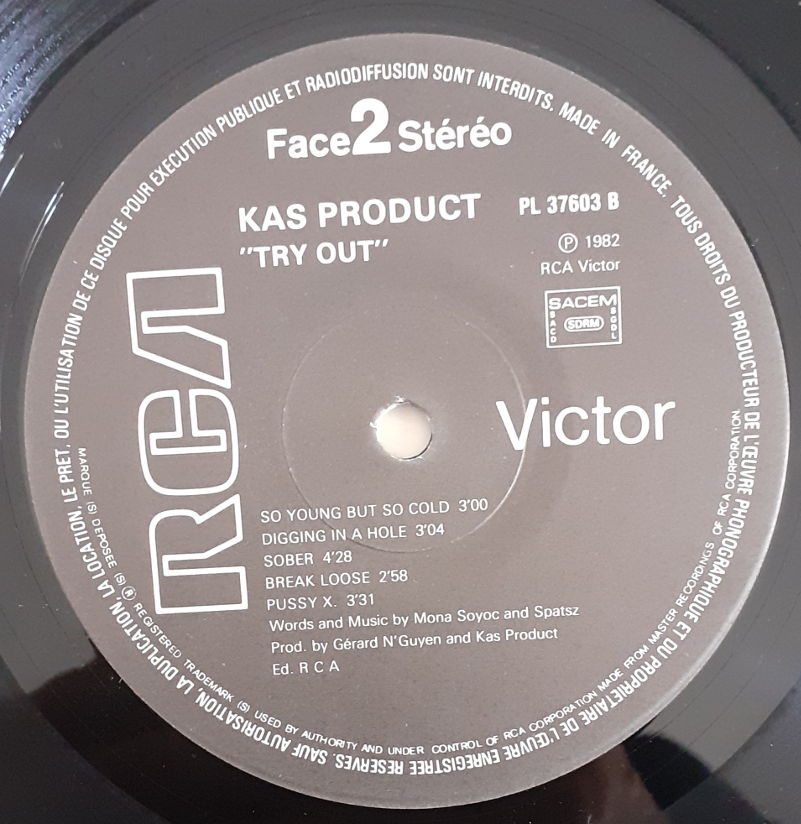 Face 2 Stéréo
KAS PRODUCT
"TRY OUT"
PL 37603 B
Ⓟ 1982
RCA Victor
SACEM
SACD
SDRM
SGDL
RCA
Victor
SO YOUNG BUT SO COLD 3'00
DIGGING IN A HOLE 3'04
SOBER 4'28
BREAK LOOSE 2'58
PUSSY X. 3'31
Words and Music by Mona Soyoc and Spatsz
Prod. by Gérard N'Guyen and Kas Product
Ed. R C A
TOUS DROITS DU PRODUCTEUR DE L'ŒUVRE PHONOGRAPHIQUE ET DU PROPRIETAIRE DE L'ŒUVRE ENREGISTREE RESERVES. SAUF AUTORISATION, LA DUPLICATION, LA LOCATION, LE PRET, OU L'UTILISATION DE CE DISQUE POUR EXECUTION PUBLIQUE ET RADIODIFFUSION SONT INTERDITS. MADE IN FRANCE.
MARQUE (S) DEPOSEE (S) ® REGISTERED TRADEMARK (S) USED BY AUTHORITY AND UNDER CONTROL OF RCA CORPORATION MADE FROM MASTER RECORDINGS OF RCA CORPORATION.